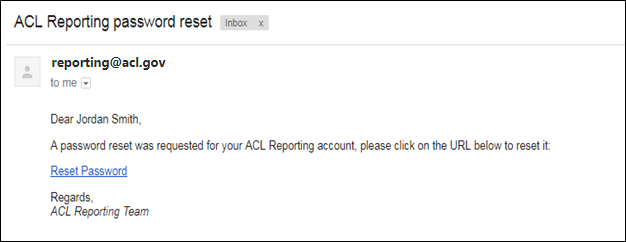 ACL Reporting password reset Inbox x
reporting@acl.gov
to me
Dear Jordan Smith,
A password reset was requested for your ACL Reporting account, please click on the URL below to reset it:
Reset Password
Regards,
ACL Reporting Team